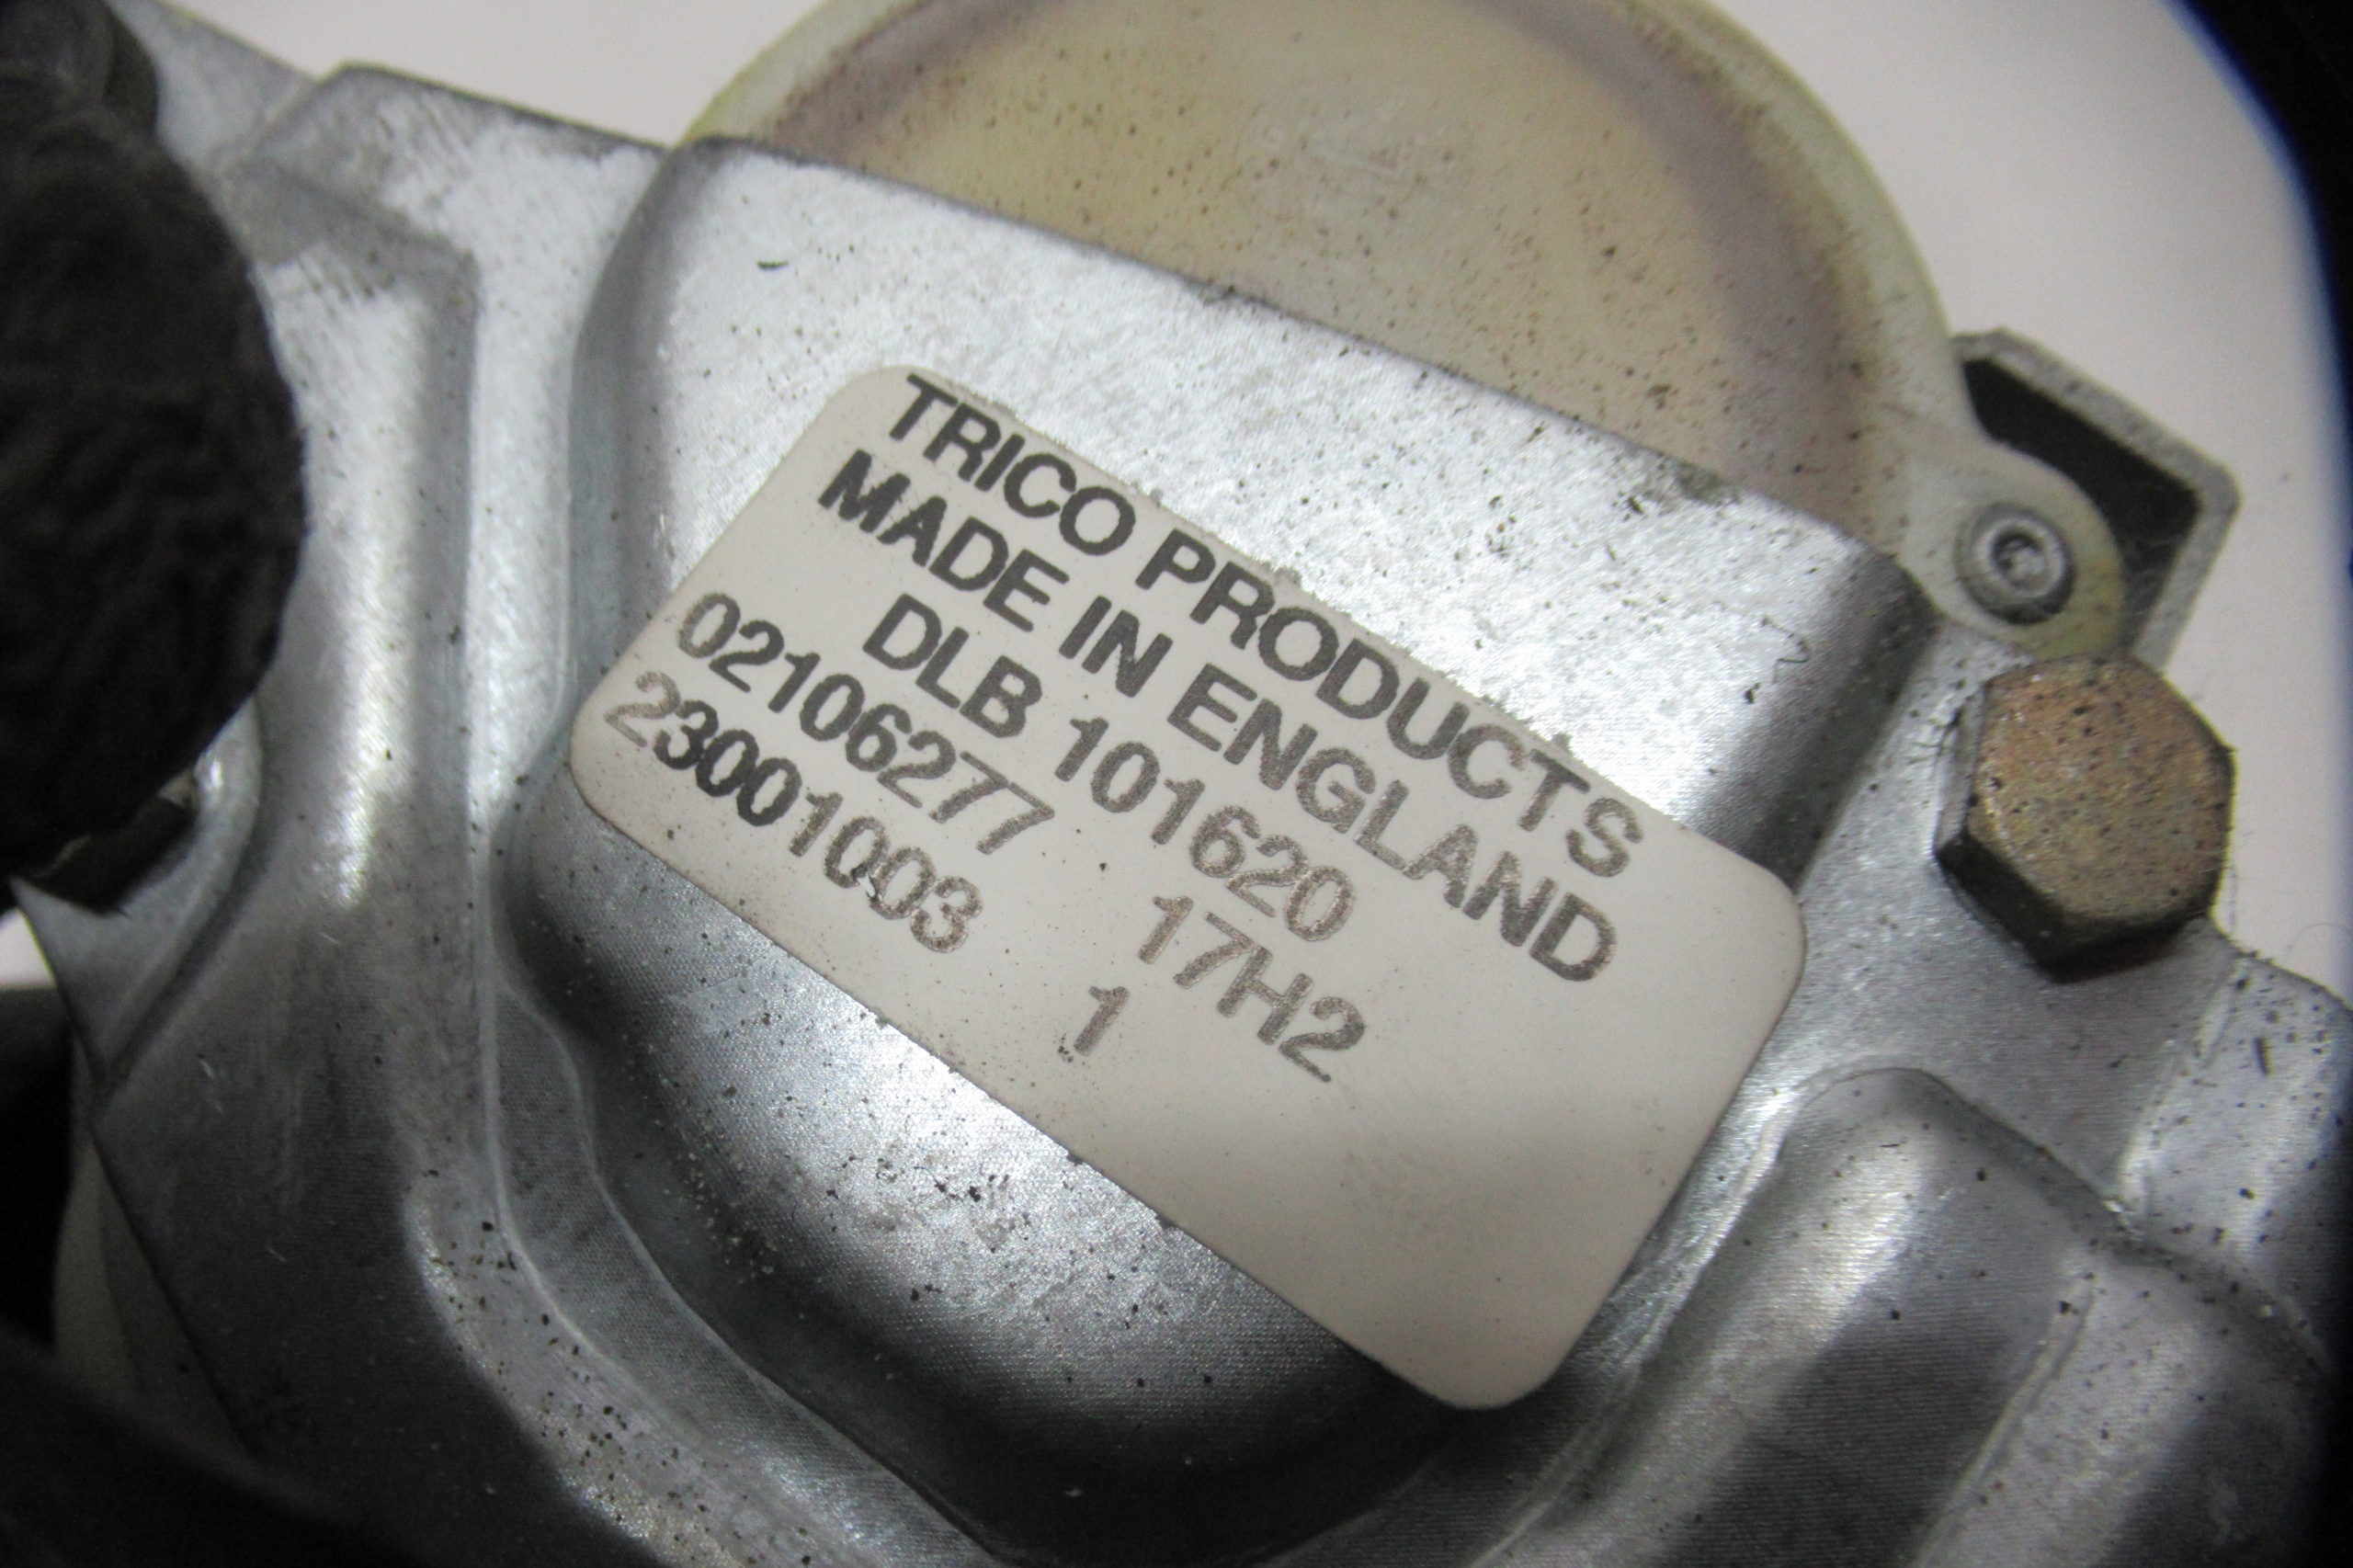 TRICO PRODUCTS
MADE IN ENGLAND
DLB 101620
02106277 17H2
23001003 1